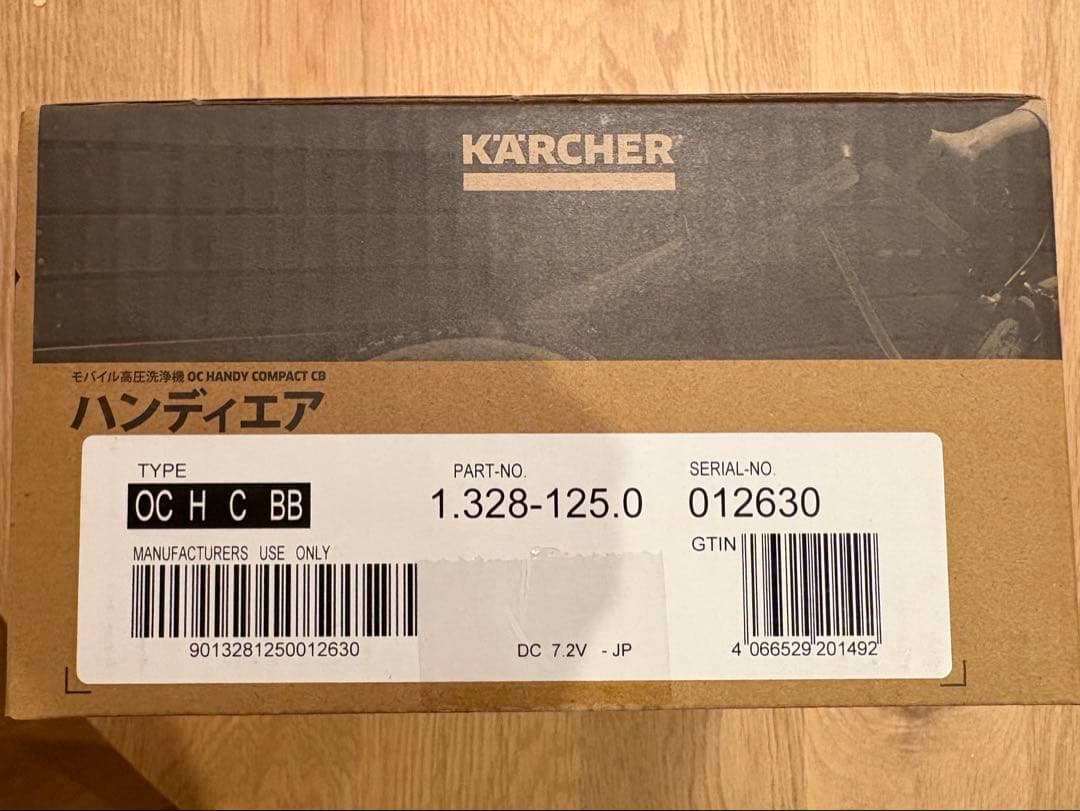 KÄRCHER
モバイル高圧洗浄機 OC HANDY COMPACT CB
ハンディエア
TYPE
OC H C BB
PART-NO.
1.328-125.0
SERIAL-NO.
012630
MANUFACTURERS USE ONLY
90132812500​12630
DC 7.2V - JP
GTIN
4 066529 201492